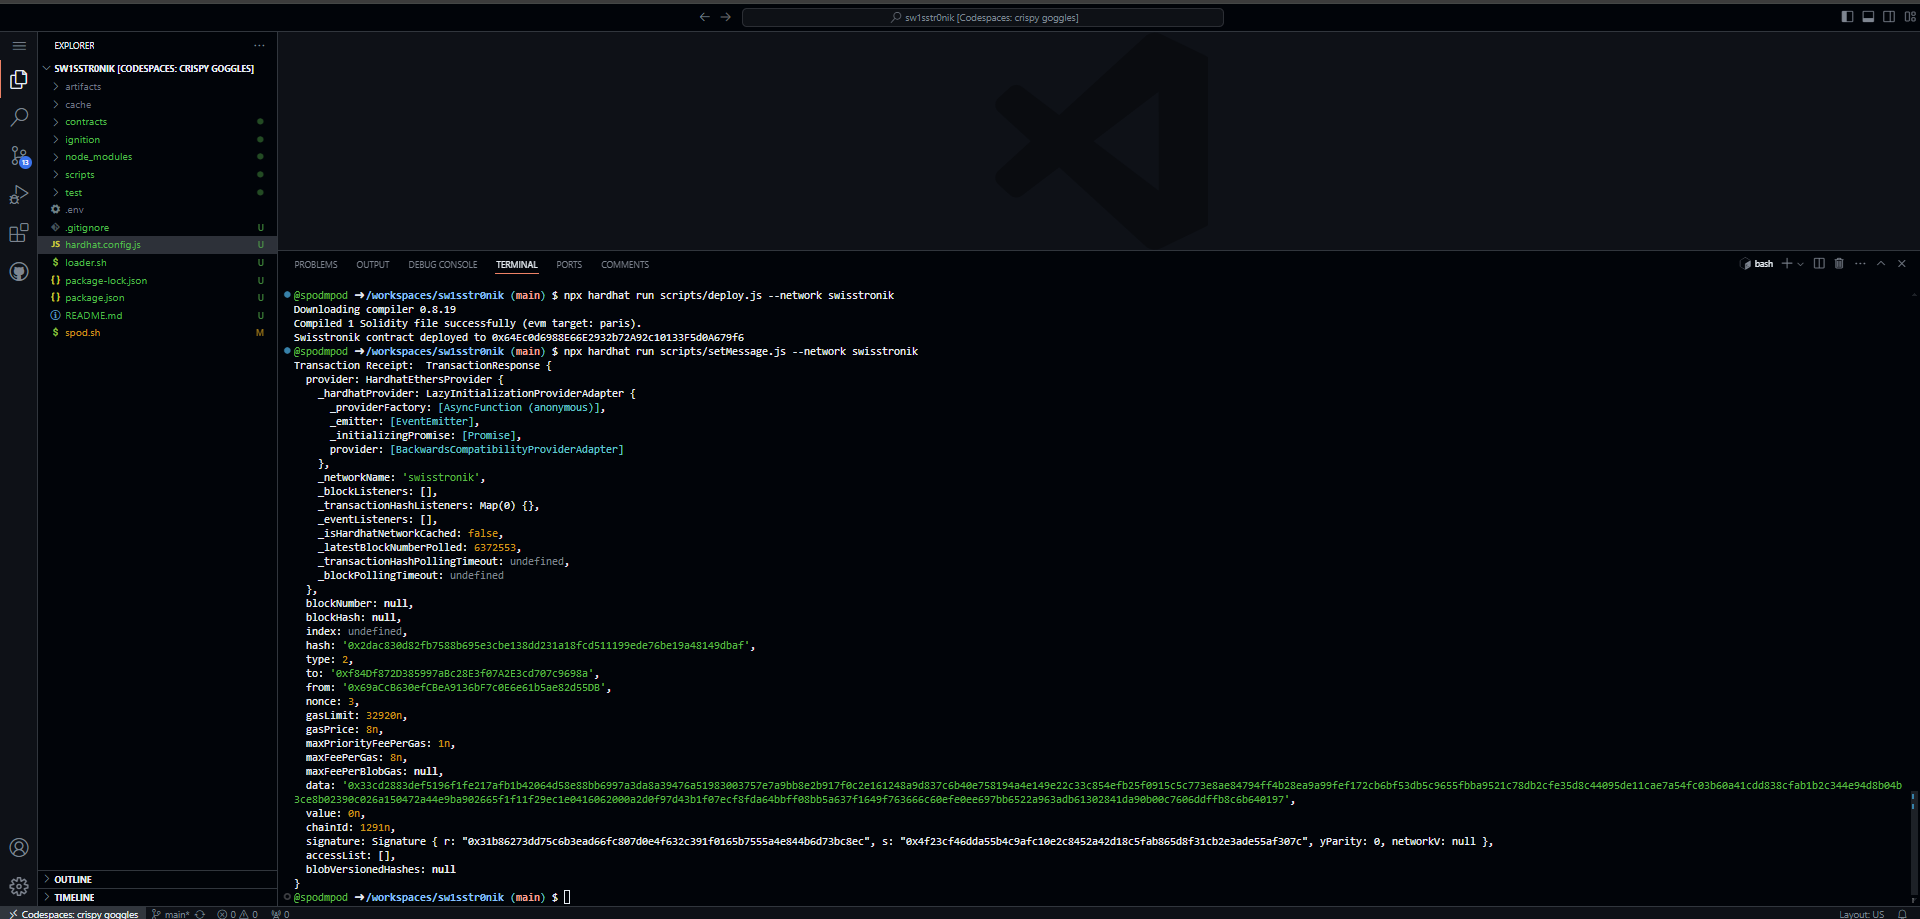 sw1sstr0nik [Codespaces: crispy goggles]
EXPLORER
SW1SSTR0NIK [CODESPACES: CRISPY GOGGLES]
artifacts
cache
contracts
ignition
node_modules
scripts
test
.env
.gitignore U
JS hardhat.config.js U
$ loader.sh U
{} package-lock.json U
{} package.json U
README.md U
$ spod.sh M
OUTLINE
TIMELINE
13
PROBLEMS OUTPUT DEBUG CONSOLE TERMINAL PORTS COMMENTS
bash
@spodmpod ➜/workspaces/sw1sstr0nik (main) $ npx hardhat run scripts/deploy.js --network swisstronik
Downloading compiler 0.8.19
Compiled 1 Solidity file successfully (evm target: paris).
Swisstronik contract deployed to 0x64Ec0d6988E66E2932b72A92c10133F5d0A679f6
@spodmpod ➜/workspaces/sw1sstr0nik (main) $ npx hardhat run scripts/setMessage.js --network swisstronik
Transaction Receipt:  TransactionResponse {
provider: HardhatEthersProvider {
_hardhatProvider: LazyInitializationProviderAdapter {
_providerFactory: [AsyncFunction (anonymous)],
_emitter: [EventEmitter],
_initializingPromise: [Promise],
provider: [BackwardsCompatibilityProviderAdapter]
},
_networkName: 'swisstronik',
_blockListeners: [],
_transactionHashListeners: Map(0) {},
_eventListeners: [],
_isHardhatNetworkCached: false,
_latestBlockNumberPolled: 6372553,
_transactionHashPollingTimeout: undefined,
_blockPollingTimeout: undefined
},
blockNumber: null,
blockHash: null,
index: undefined,
hash: '0x2dac830d82fb7588b695e3cbe138dd231a18fcd511199ede76be19a48149dbaf',
type: 2,
to: '0xf84Df872D385997aBc28E3f07A2E3cd707c9698a',
from: '0x69aCcB630efCBeA9136bF7c0E6e61b5ae82d55DB',
nonce: 3,
gasLimit: 32920n,
gasPrice: 8n,
maxPriorityFeePerGas: 1n,
maxFeePerGas: 8n,
maxFeePerBlobGas: null,
data: '0x33cd2883def5196f1fe217afb1b42064d58e88bb6997a3da8a39476a51983003757e7a9bb8e2b917f0c2e161248a9d837c6b40e758194a4e149e22c33c854efb25f0915c5c773e8ae84794ff4b28ea9a99fef172cb6bf53db5c9655fbba9521c78db2cfe35d8c44095de11cae7a54fc03b60a41cdd838cfab1b2c344e94d8b04b
3ce8b02390c026a150472a44e9ba902665f1f11f29ec1e0416062000a2d0f97d43b1f07ecf8fda64bbff08bb5a637f1649f763666c60efe0ee697bb6522a963adb61302841da90b00c7606ddffb8c6b640197',
value: 0n,
chainId: 1291n,
signature: Signature { r: "0x31b86273dd75c6b3ead66fc807d0e4f632c391f0165b7555a4e844b6d73bc8ec", s: "0x4f23cf46dda55b4c9afc10e2c8452a42d18c5fab865d8f31cb2e3ade55af307c", yParity: 0, networkV: null },
accessList: [],
blobVersionedHashes: null
}
@spodmpod ➜/workspaces/sw1sstr0nik (main) $
Codespaces: crispy goggles main* 0 0 0 Layout: US